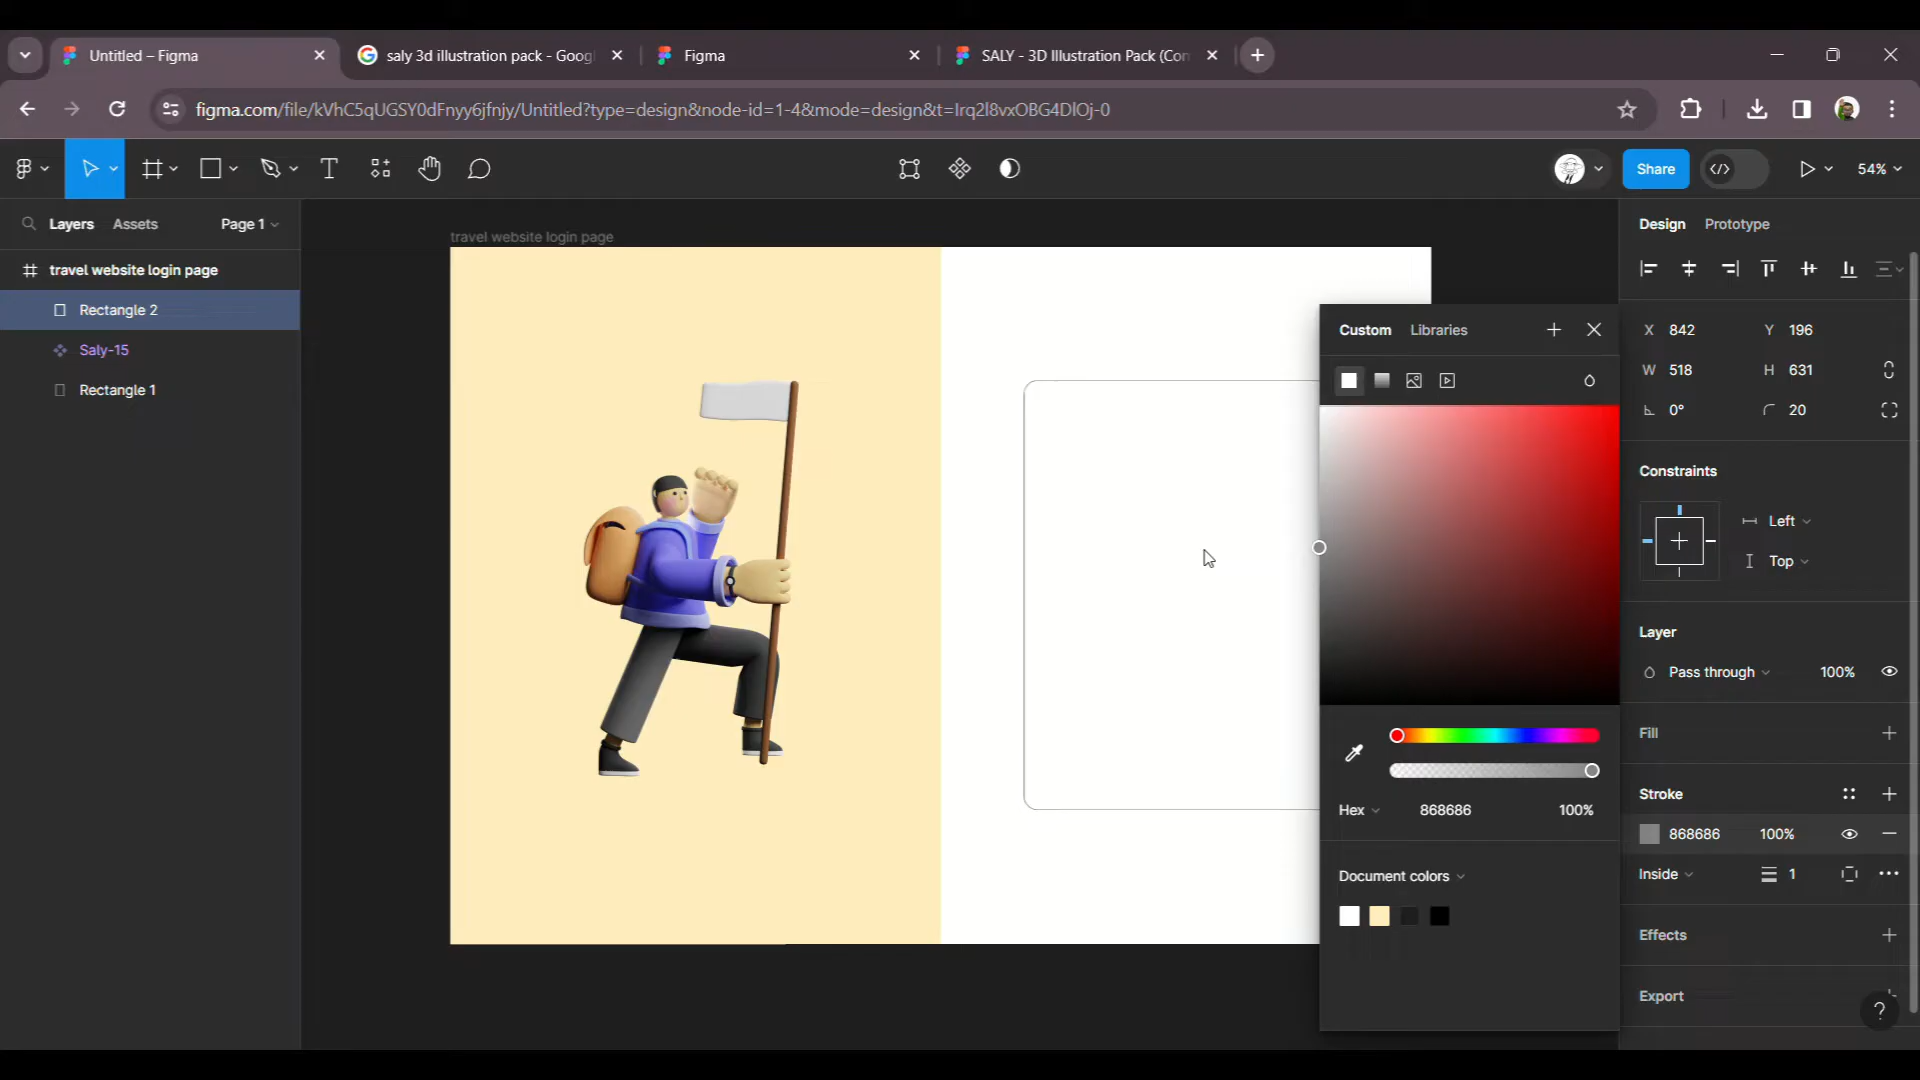 Untitled – Figma
saly 3d illustration pack - Goog
Figma
SALY - 3D Illustration Pack (Con
figma.com/file/kVhC5qUGSY0dFnyy6jfnjy/Untitled?type=design&node-id=1-4&mode=design&t=Irq2l8vxOBG4DlOj-0
Share
54%
Layers
Assets
Page 1
travel website login page
Rectangle 2
Saly-15
Rectangle 1
travel website login page
Custom
Libraries
Hex
868686
100%
Document colors
Design
Prototype
X 842
Y 196
W 518
H 631
0°
20
Constraints
Left
Top
Layer
Pass through
100%
Fill
Stroke
868686
100%
Inside
1
Effects
Export
?